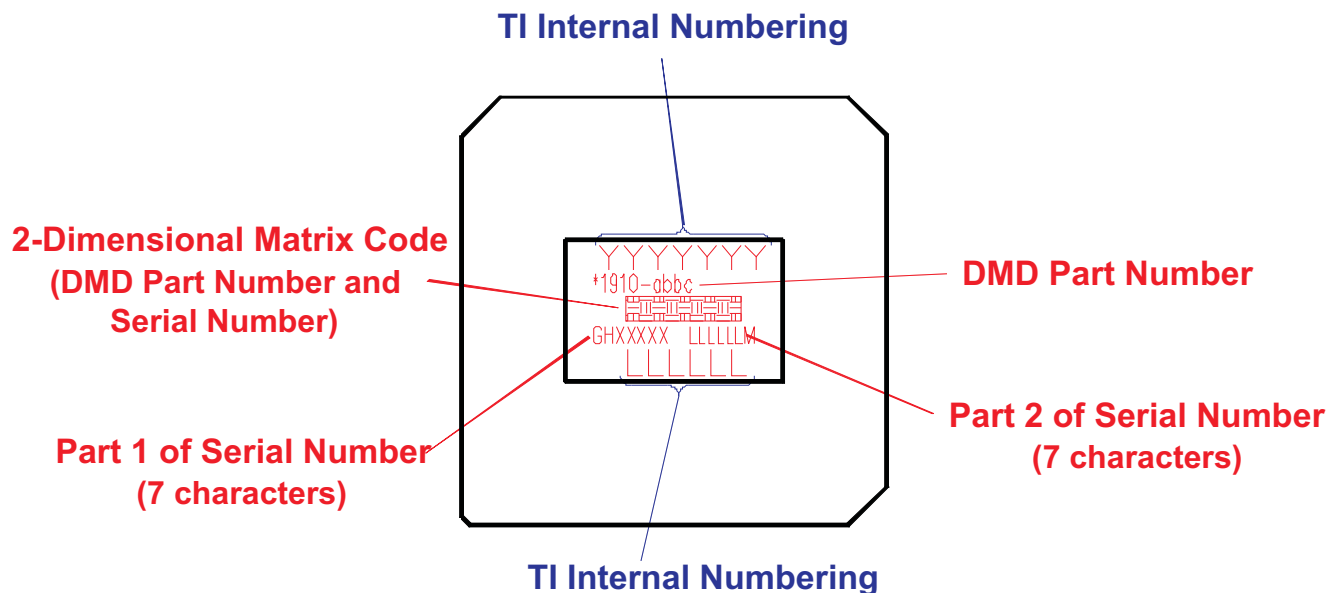 TI Internal Numbering
2-Dimensional Matrix Code
(DMD Part Number and
Serial Number)
YYYYYYY
*1910-abbc
DMD Part Number
GHXXXXX LLLLLLM
LLLLLL
Part 1 of Serial Number
(7 characters)
Part 2 of Serial Number
(7 characters)
TI Internal Numbering